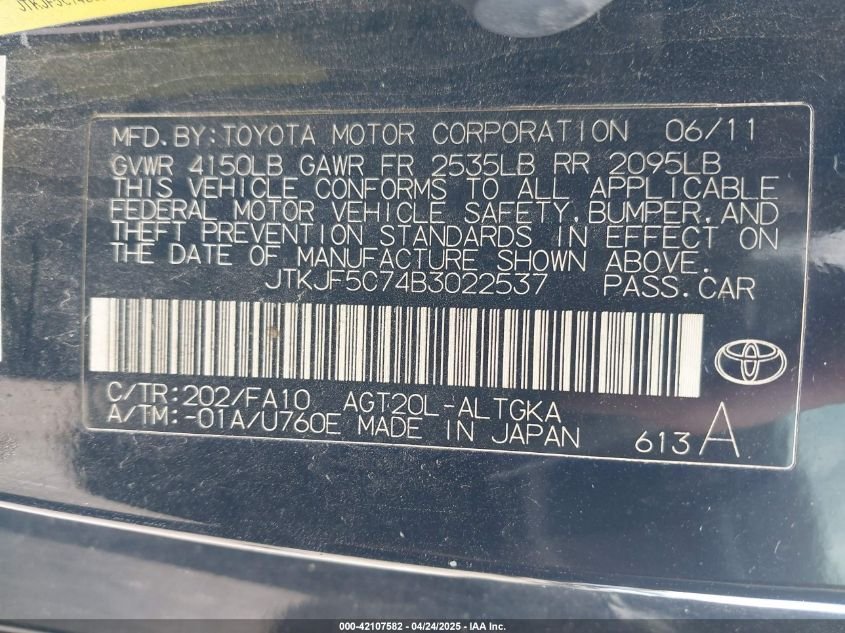 MFD. BY: TOYOTA MOTOR CORPORATION 06/11
GVWR 4150LB GAWR FR 2535LB RR 2095LB
THIS VEHICLE CONFORMS TO ALL APPLICABLE
FEDERAL MOTOR VEHICLE SAFETY, BUMPER, AND
THEFT PREVENTION STANDARDS IN EFFECT ON
THE DATE OF MANUFACTURE SHOWN ABOVE.
JTKJF5C74B3022537 PASS. CAR
C/TR: 202/FA10 AGT20L-ALTGKA
A/TM: -01A/U760E MADE IN JAPAN
613 A
000-42107582 - 04/24/2025 - IAA Inc.